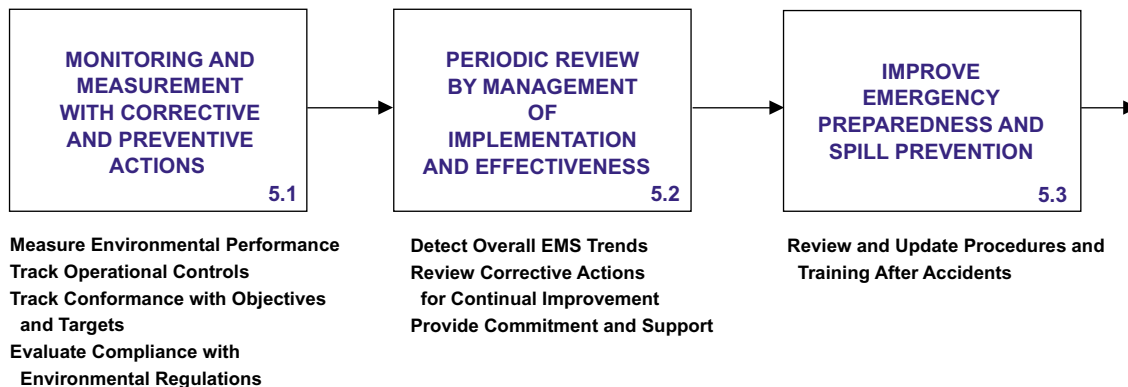 MONITORING AND
MEASUREMENT
WITH CORRECTIVE
AND PREVENTIVE
ACTIONS
5.1
PERIODIC REVIEW
BY MANAGEMENT
OF
IMPLEMENTATION
AND EFFECTIVENESS
5.2
IMPROVE
EMERGENCY
PREPAREDNESS AND
SPILL PREVENTION
5.3
Measure Environmental Performance
Track Operational Controls
Track Conformance with Objectives
and Targets
Evaluate Compliance with
Environmental Regulations
Detect Overall EMS Trends
Review Corrective Actions
for Continual Improvement
Provide Commitment and Support
Review and Update Procedures and
Training After Accidents